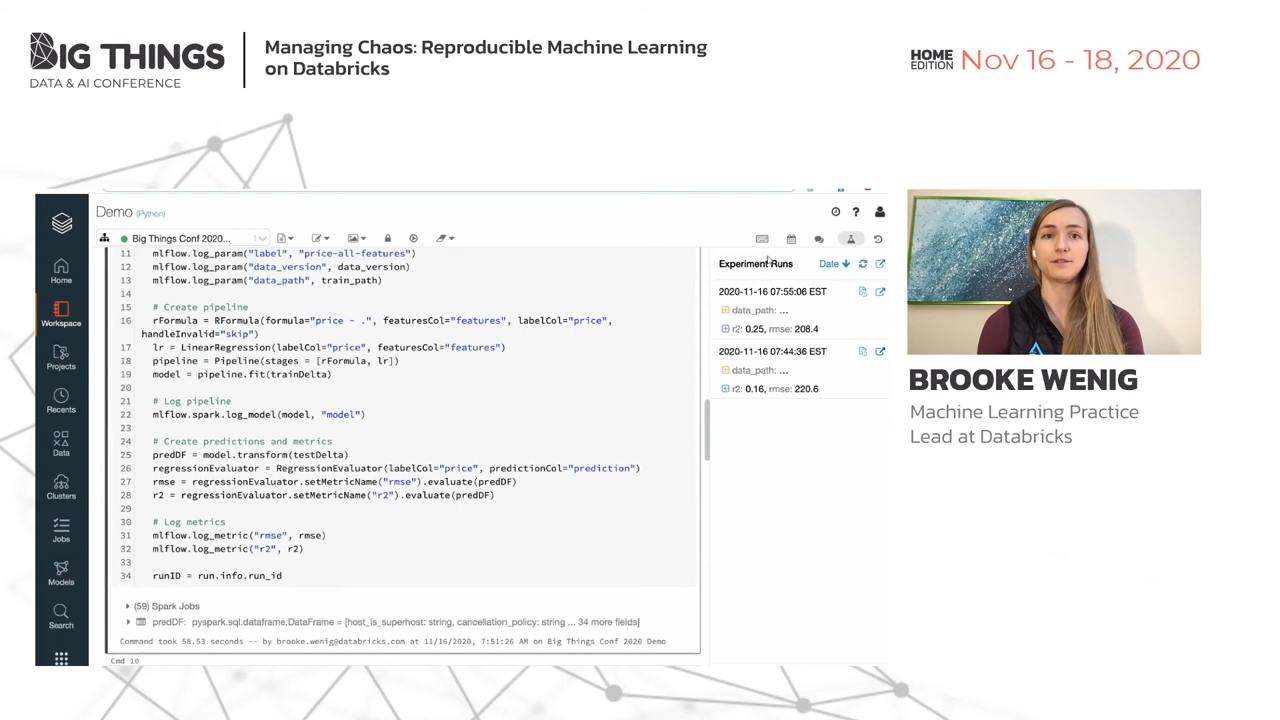 BIG THINGS
DATA & AI CONFERENCE
Managing Chaos: Reproducible Machine Learning
on Databricks
HOME
EDITION
Nov 16 - 18, 2020
Demo (Python)
Big Things Conf 2020...
Home
Workspace
Projects
Recents
Data
Clusters
Jobs
Models
Search
11 mlflow.log_param("label", "price-all-features")
12 mlflow.log_param("data_version", data_version)
13 mlflow.log_param("data_path", train_path)
14
15 # Create pipeline
16 rFormula = RFormula(formula="price ~ .", featuresCol="features", labelCol="price",
handleInvalid="skip")
17 lr = LinearRegression(labelCol="price", featuresCol="features")
18 pipeline = Pipeline(stages = [rFormula, lr])
19 model = pipeline.fit(trainDelta)
20
21 # Log pipeline
22 mlflow.spark.log_model(model, "model")
23
24 # Create predictions and metrics
25 predDF = model.transform(testDelta)
26 regressionEvaluator = RegressionEvaluator(labelCol="price", predictionCol="prediction")
27 rmse = regressionEvaluator.setMetricName("rmse").evaluate(predDF)
28 r2 = regressionEvaluator.setMetricName("r2").evaluate(predDF)
29
30 # Log metrics
31 mlflow.log_metric("rmse", rmse)
32 mlflow.log_metric("r2", r2)
33
34 runID = run.info.run_id
(59) Spark Jobs
predDF: pyspark.sql.dataframe.DataFrame = [host_is_superhost: string, cancellation_policy: string ... 34 more fields]
Command took 58.53 seconds -- by brooke.wenig@databricks.com at 11/16/2020, 7:51:26 AM on Big Things Conf 2020 Demo
Cmd 10
Experiment Runs
Date
2020-11-16 07:55:06 EST
data_path: ...
r2: 0.25, rmse: 208.4
2020-11-16 07:44:36 EST
data_path: ...
r2: 0.16, rmse: 220.6
BROOKE WENIG
Machine Learning Practice
Lead at Databricks